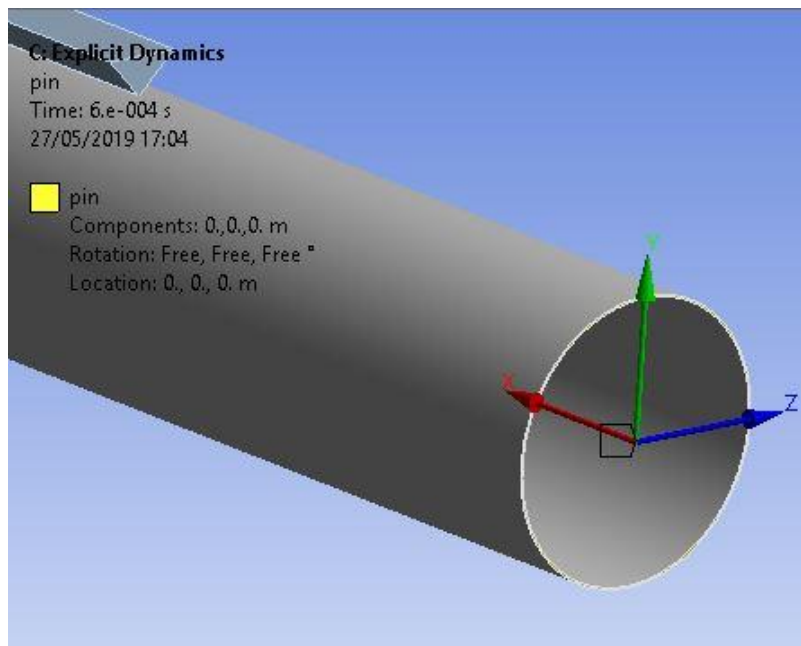 C: Explicit Dynamics
pin
Time: 6.e-004 s
27/05/2019 17:04
pin
Components: 0.,0.,0. m
Rotation: Free, Free, Free °
Location: 0., 0., 0. m
Y
X
Z